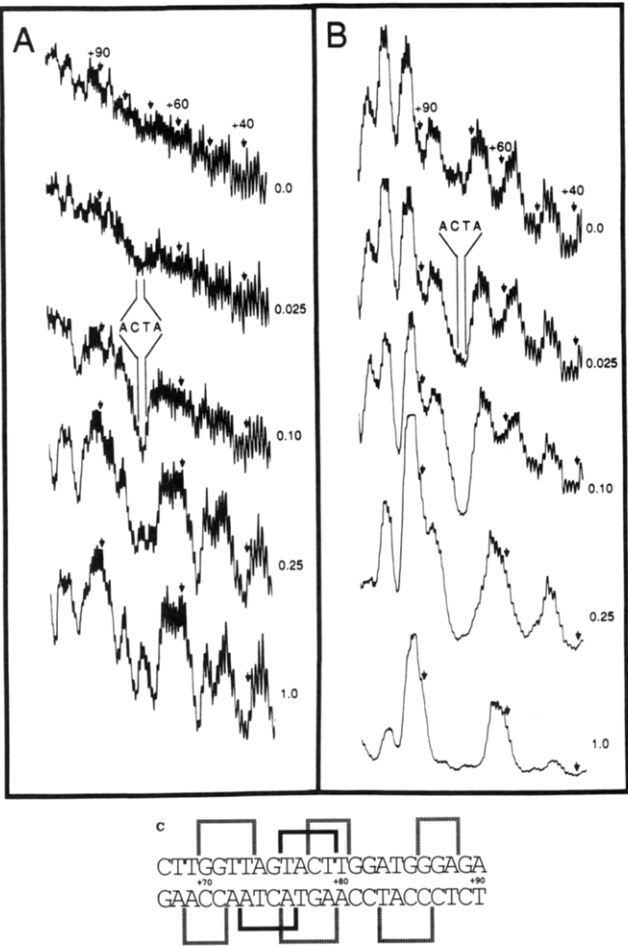 A
+90
+60
+40
0.0
0.025
ACTA
0.10
0.25
1.0
B
+90
+60
+40
0.0
ACTA
0.025
0.10
0.25
1.0
c
CTTGGTTAGTACTTGGATGGGAGA
+70 +80 +90
GAACCAATCATGAACCTACCCTCT